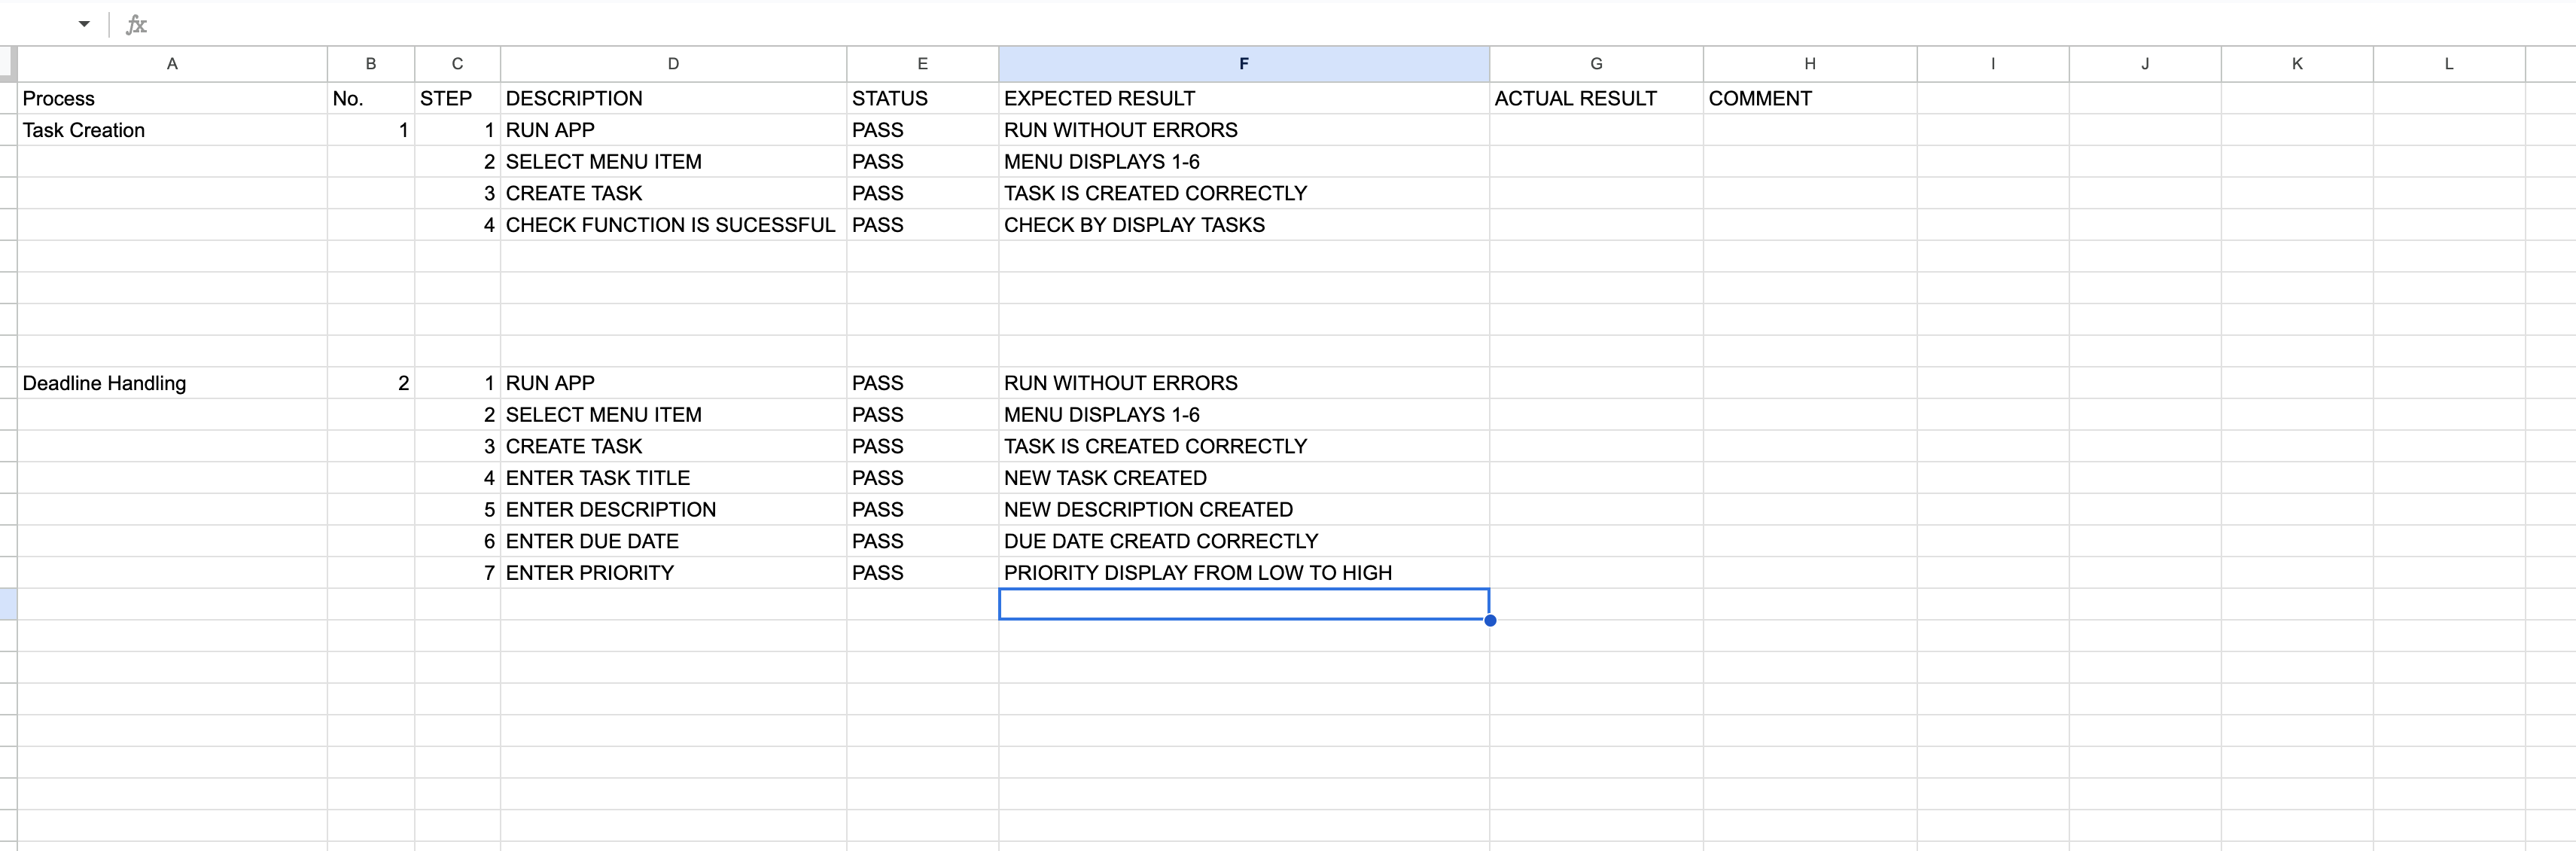 fx
A B C D E F G H I J K L
Process No. STEP DESCRIPTION STATUS EXPECTED RESULT ACTUAL RESULT COMMENT
Task Creation 1 1 RUN APP PASS RUN WITHOUT ERRORS
2 SELECT MENU ITEM PASS MENU DISPLAYS 1-6
3 CREATE TASK PASS TASK IS CREATED CORRECTLY
4 CHECK FUNCTION IS SUCESSFUL PASS CHECK BY DISPLAY TASKS
Deadline Handling 2 1 RUN APP PASS RUN WITHOUT ERRORS
2 SELECT MENU ITEM PASS MENU DISPLAYS 1-6
3 CREATE TASK PASS TASK IS CREATED CORRECTLY
4 ENTER TASK TITLE PASS NEW TASK CREATED
5 ENTER DESCRIPTION PASS NEW DESCRIPTION CREATED
6 ENTER DUE DATE PASS DUE DATE CREATD CORRECTLY
7 ENTER PRIORITY PASS PRIORITY DISPLAY FROM LOW TO HIGH